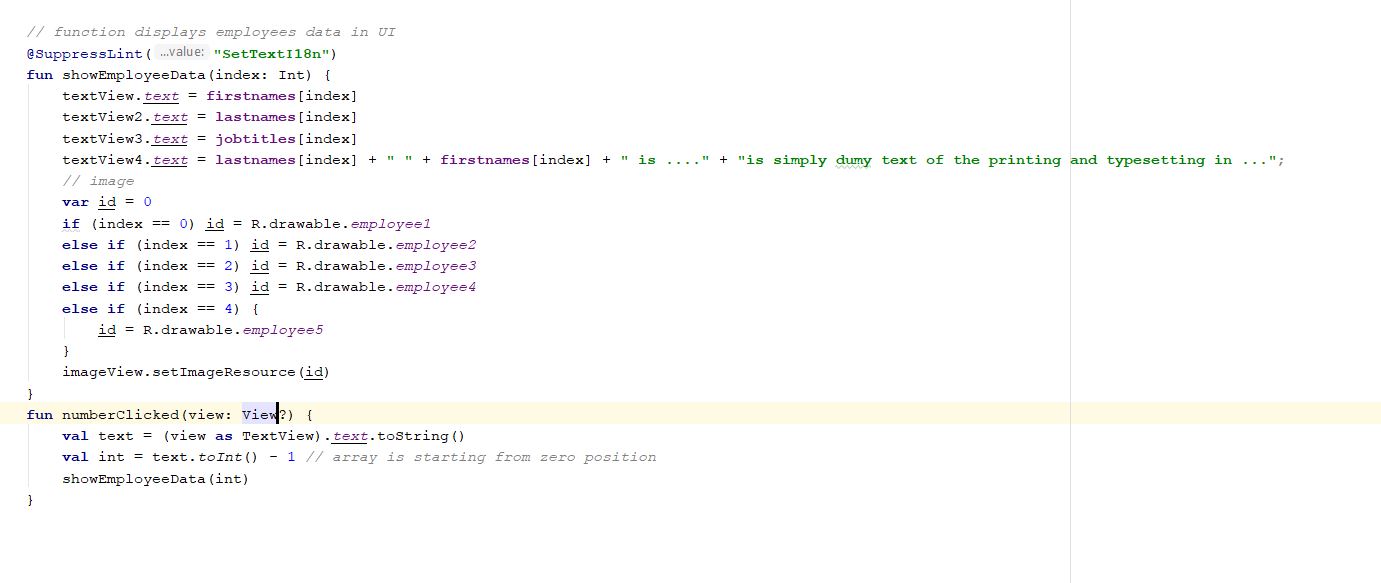 // function displays employees data in UI
@SuppressLint( ...value: "SetTextI18n")
fun showEmployeeData(index: Int) {
textView.text = firstnames[index]
textView2.text = lastnames[index]
textView3.text = jobtitles[index]
textView4.text = lastnames[index] + " " + firstnames[index] + " is ...." + "is simply dumy text of the printing and typesetting in ...";
// image
var id = 0
if (index == 0) id = R.drawable.employee1
else if (index == 1) id = R.drawable.employee2
else if (index == 2) id = R.drawable.employee3
else if (index == 3) id = R.drawable.employee4
else if (index == 4) {
id = R.drawable.employee5
}
imageView.setImageResource(id)
}
fun numberClicked(view: View?) {
val text = (view as TextView).text.toString()
val int = text.toInt() - 1 // array is starting from zero position
showEmployeeData(int)
}